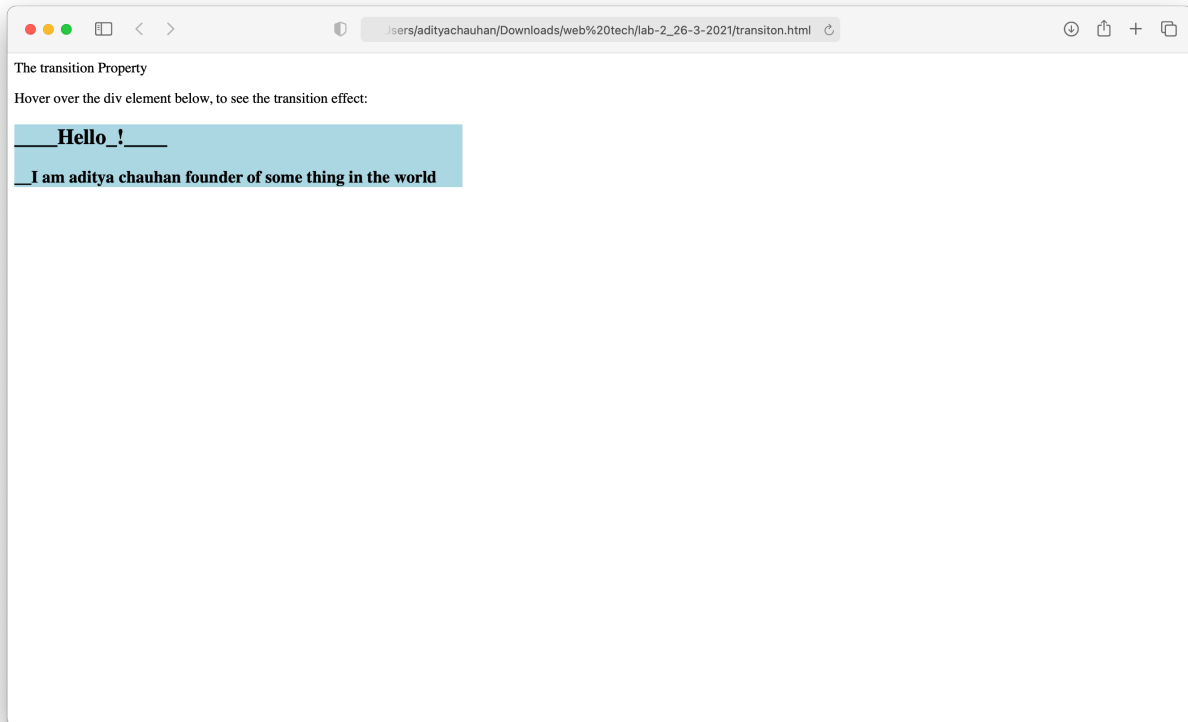 Jsers/adityachauhan/Downloads/web%20tech/lab-2_26-3-2021/transiton.html
The transition Property
Hover over the div element below, to see the transition effect:
____Hello_!____
__I am aditya chauhan founder of some thing in the world